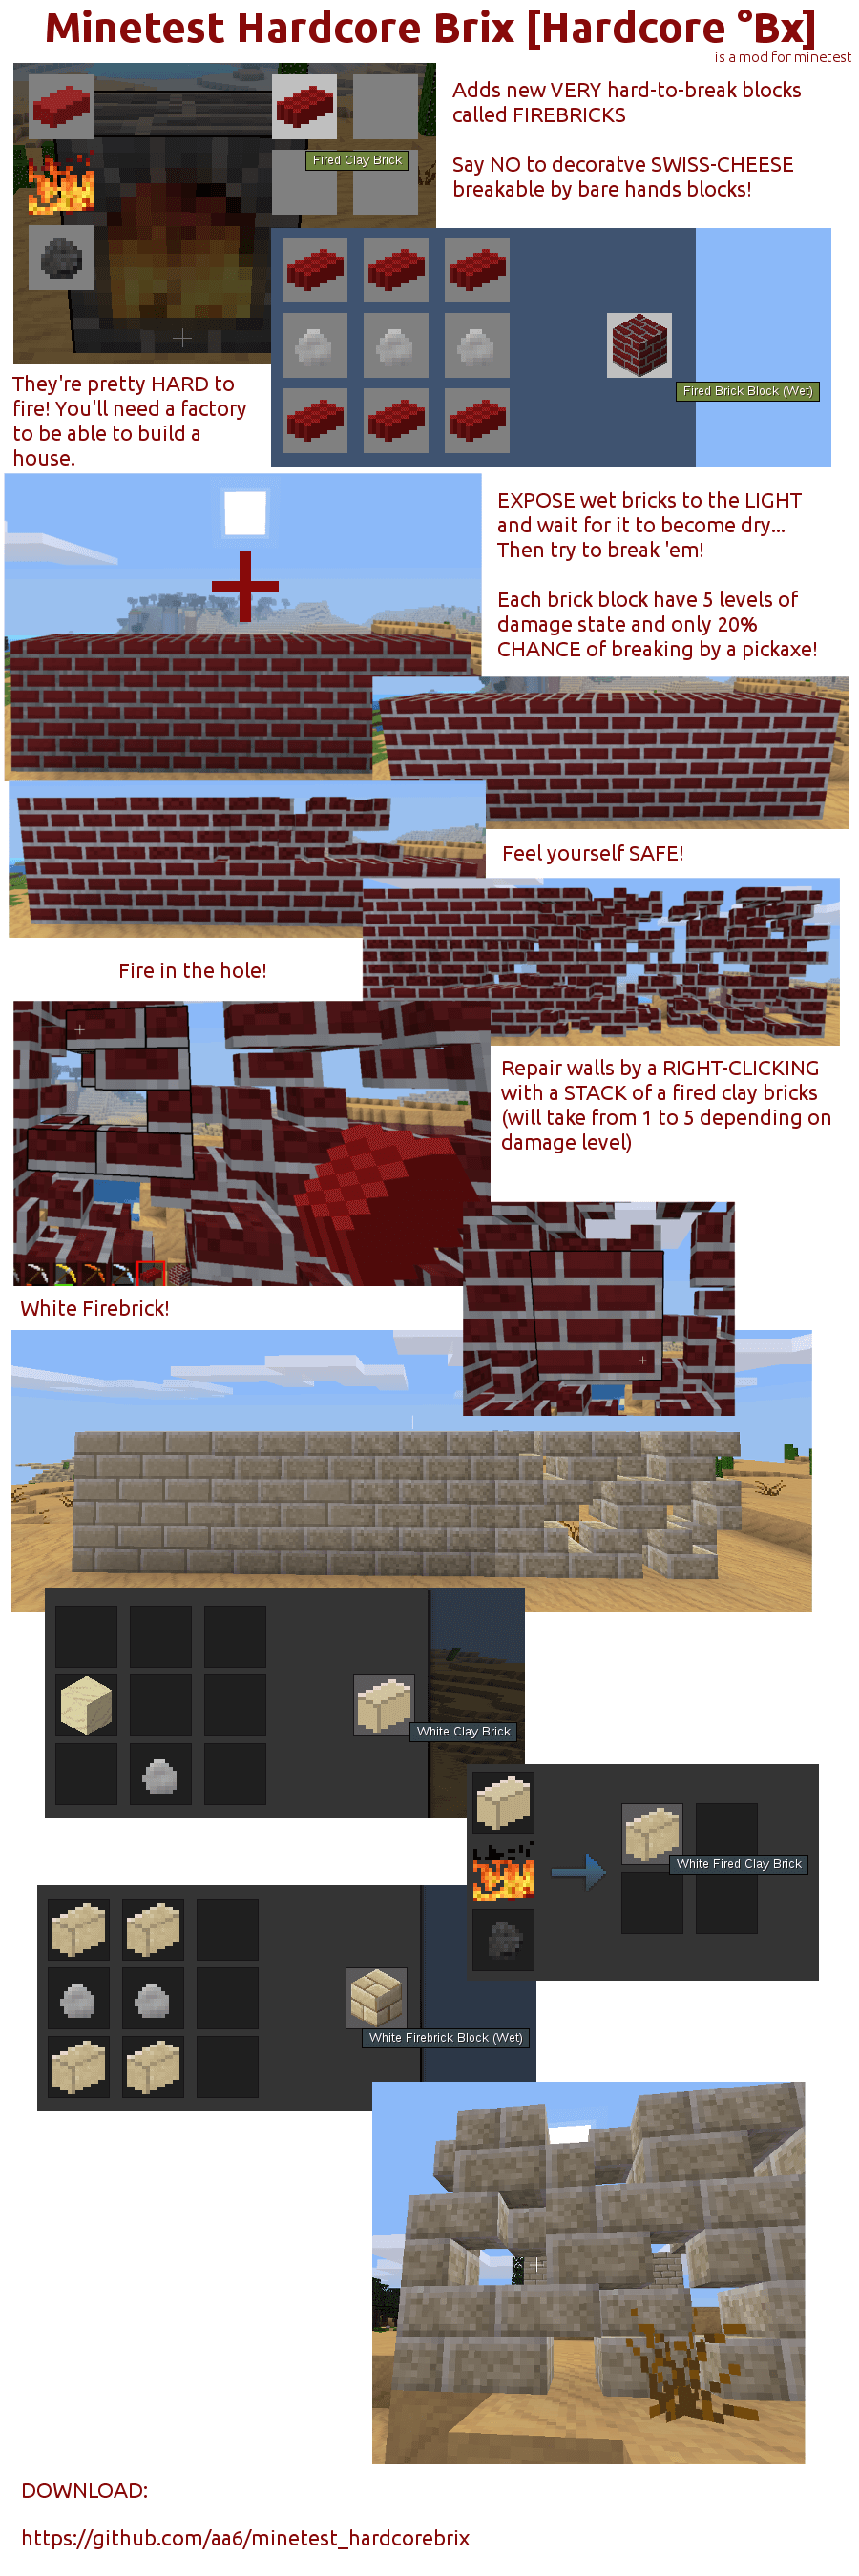 Minetest Hardcore Brix [Hardcore °Bx]
is a mod for minetest
Adds new VERY hard-to-break blocks
called FIREBRICKS
Say NO to decoratve SWISS-CHEESE
breakable by bare hands blocks!
Fired Clay Brick
They're pretty HARD to
fire! You'll need a factory
to be able to build a
house.
Fired Brick Block (Wet)
EXPOSE wet bricks to the LIGHT
and wait for it to become dry...
Then try to break 'em!
Each brick block have 5 levels of
damage state and only 20%
CHANCE of breaking by a pickaxe!
Feel yourself SAFE!
Fire in the hole!
Repair walls by a RIGHT-CLICKING
with a STACK of a fired clay bricks
(will take from 1 to 5 depending on
damage level)
White Firebrick!
White Clay Brick
White Fired Clay Brick
White Firebrick Block (Wet)
DOWNLOAD:
https://github.com/aa6/minetest_hardcorebrix